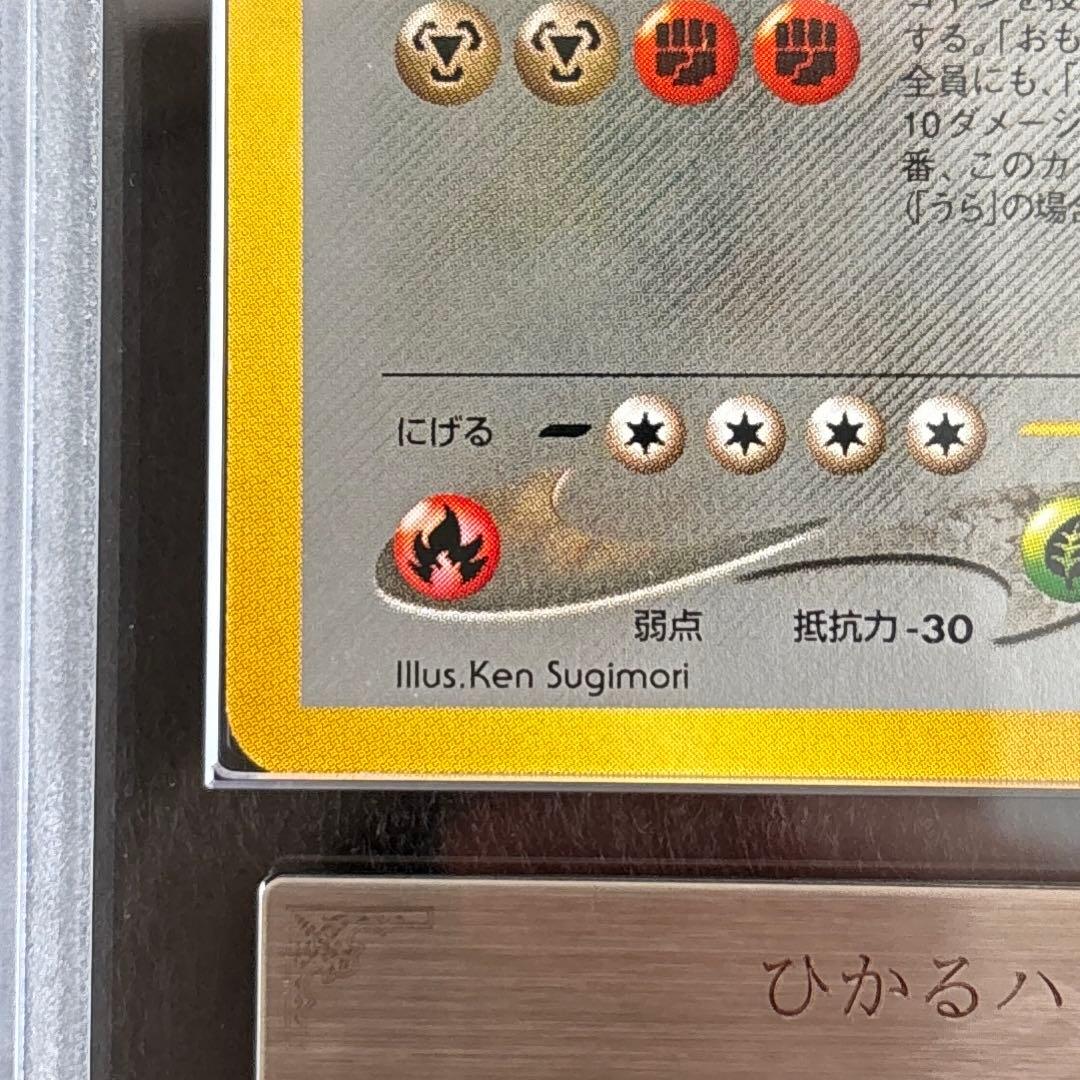 する。「おも
全員にも、「
10ダメージ
番、このカ
(「うら」の場合
にげる
弱点 抵抗力 -30
Illus.Ken Sugimori
ひかるハ